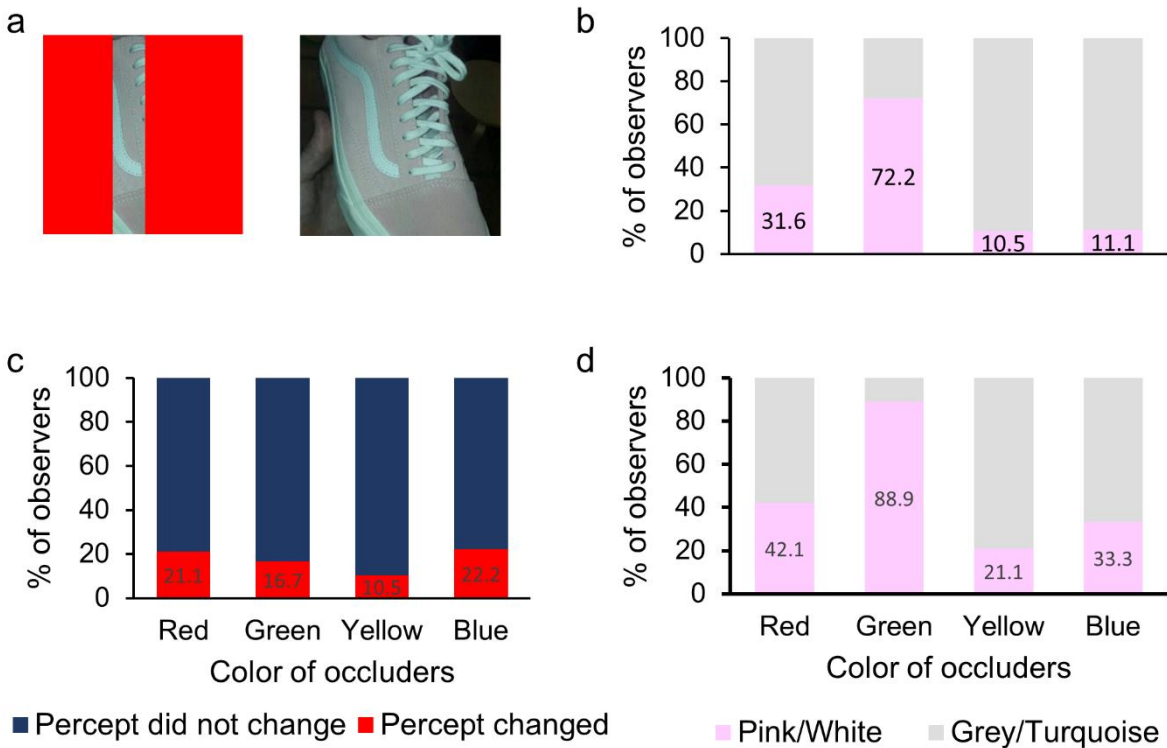 a
b
100
80
60
40
20
0
% of observers
31.6
72.2
10.5
11.1
c
100
80
60
40
20
0
% of observers
21.1
16.7
10.5
22.2
Red Green Yellow Blue
Color of occluders
Percept did not change Percept changed
d
100
80
60
40
20
0
% of observers
42.1
88.9
21.1
33.3
Red Green Yellow Blue
Color of occluders
Pink/White Grey/Turquoise